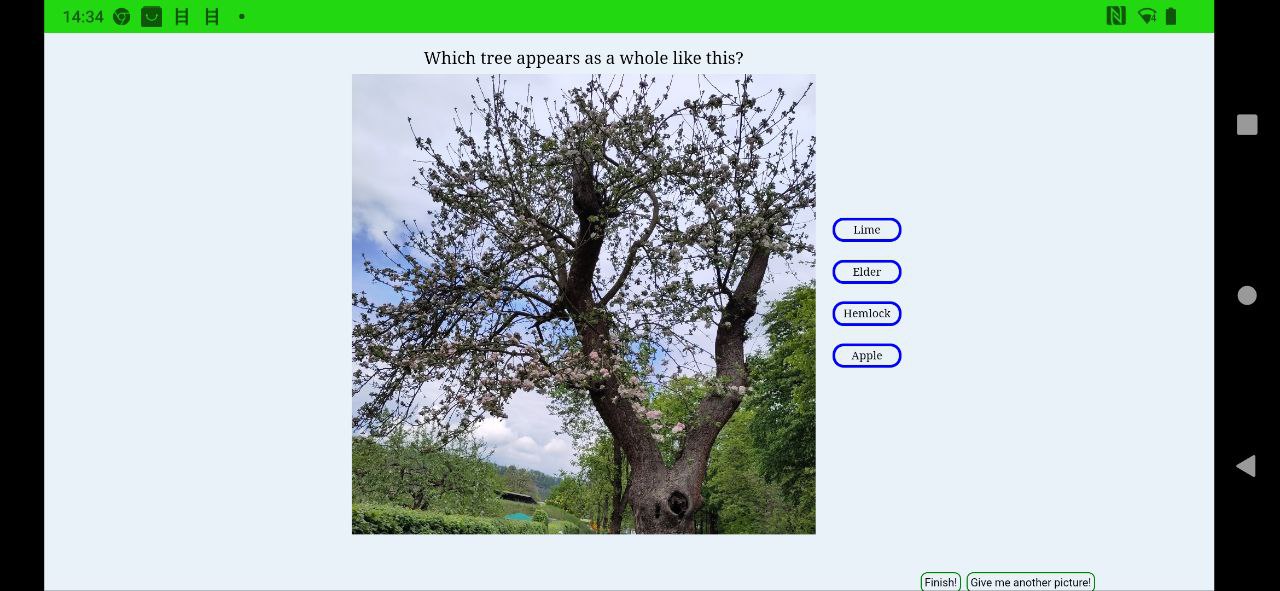 14:34
Which tree appears as a whole like this?
Lime
Elder
Hemlock
Apple
Finish! Give me another picture!